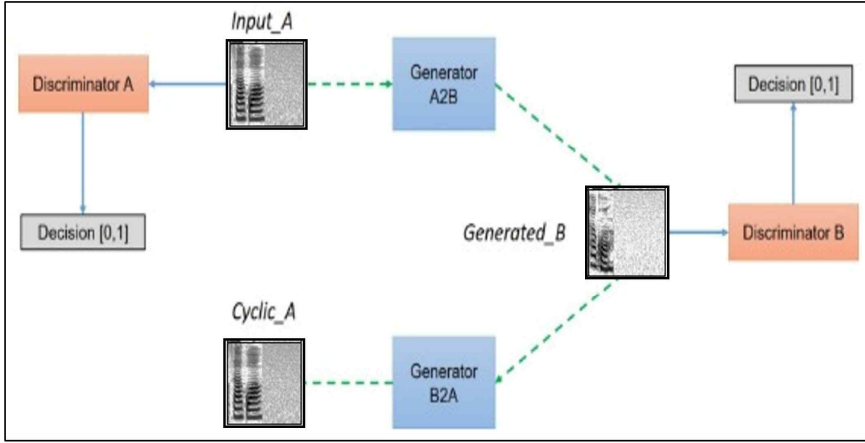 Input_A
Discriminator A
Generator
A2B
Decision [0,1]
Decision [0,1]
Generated_B
Discriminator B
Cyclic_A
Generator
B2A